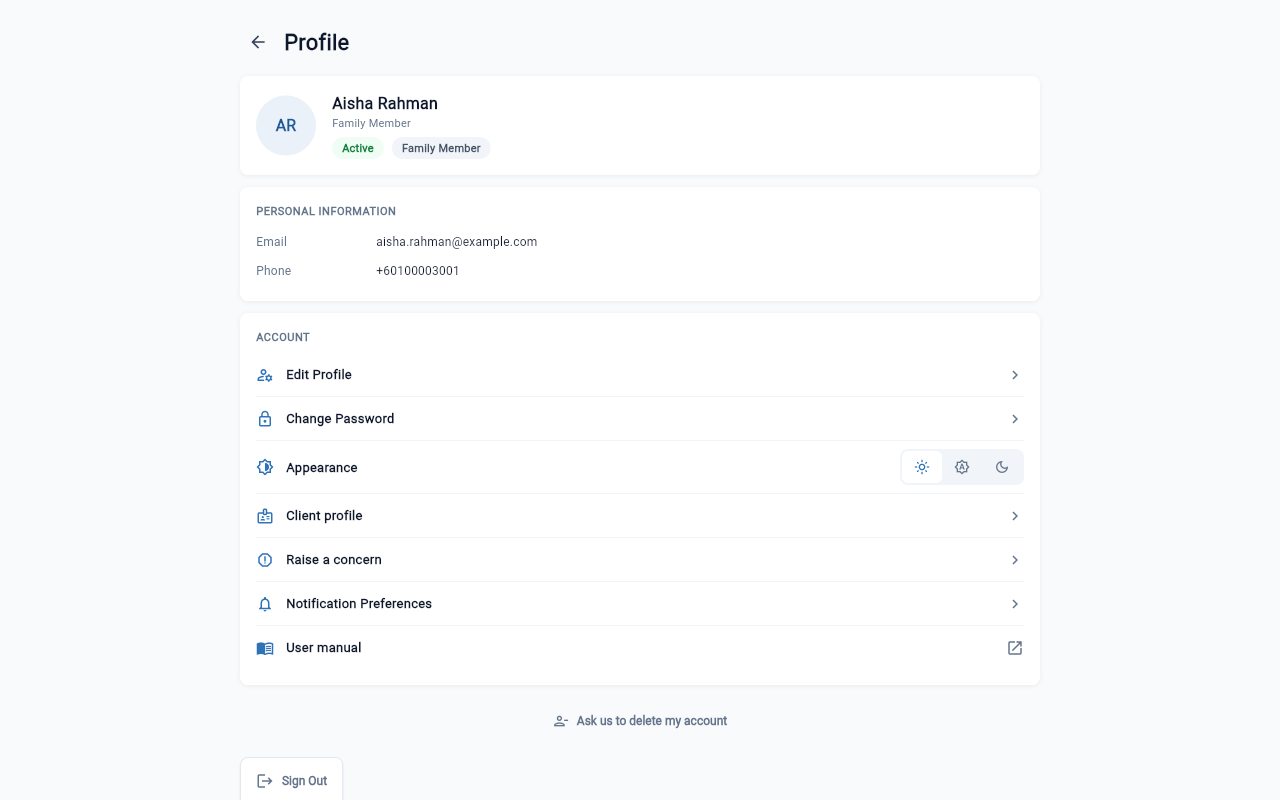 Profile
AR
Aisha Rahman
Family Member
Active
Family Member
PERSONAL INFORMATION
Email
aisha.rahman@example.com
Phone
+60100003001
ACCOUNT
Edit Profile
Change Password
Appearance
A
Client profile
Raise a concern
Notification Preferences
User manual
Ask us to delete my account
Sign Out